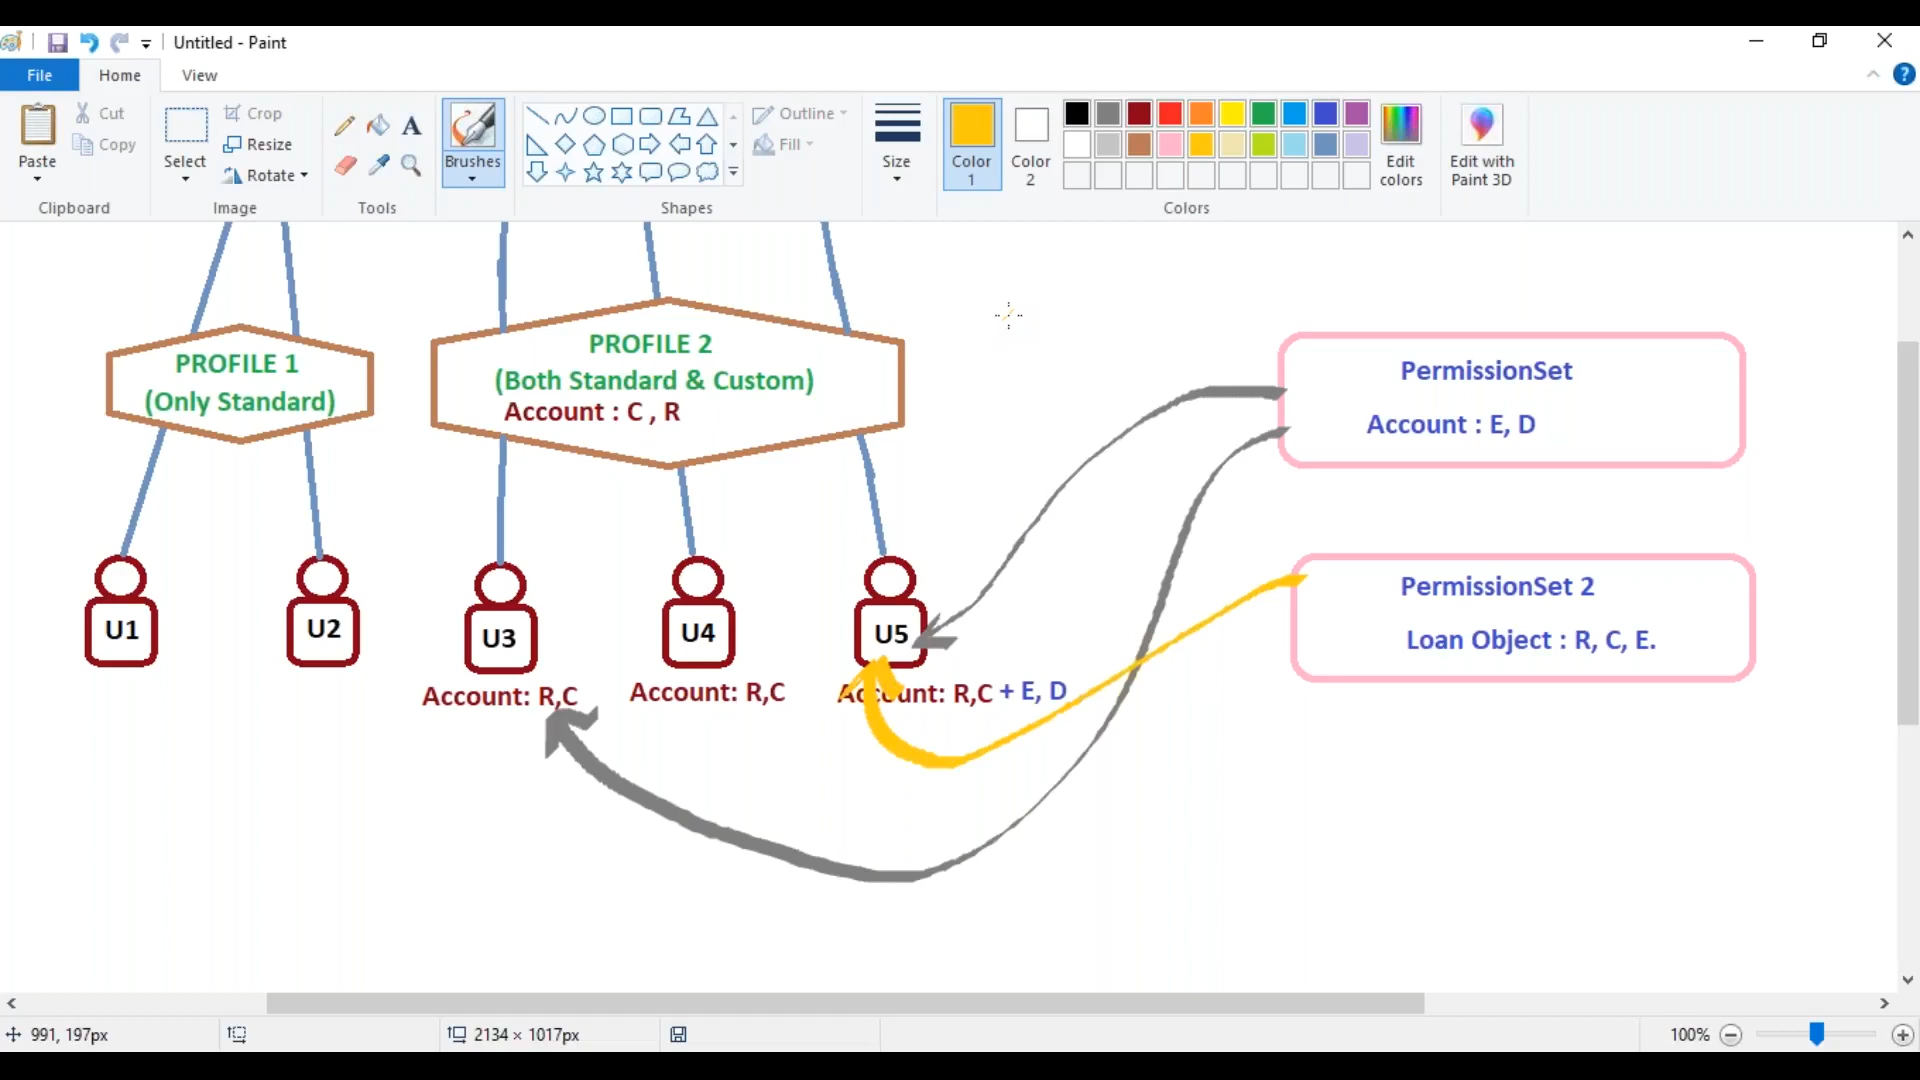 Untitled - Paint
File
Home
View
Paste
Cut
Copy
Clipboard
Select
Crop
Resize
Rotate
Image
A
Tools
Brushes
Shapes
Outline
Fill
Size
Color
1
Color
2
Colors
Edit
colors
Edit with
Paint 3D
?
PROFILE 1
(Only Standard)
PROFILE 2
(Both Standard & Custom)
Account : C , R
PermissionSet
Account : E, D
PermissionSet 2
Loan Object : R, C, E.
U1
U2
U3
U4
U5
Account: R,C
Account: R,C
Account: R,C + E, D
991, 197px
2134 × 1017px
100%